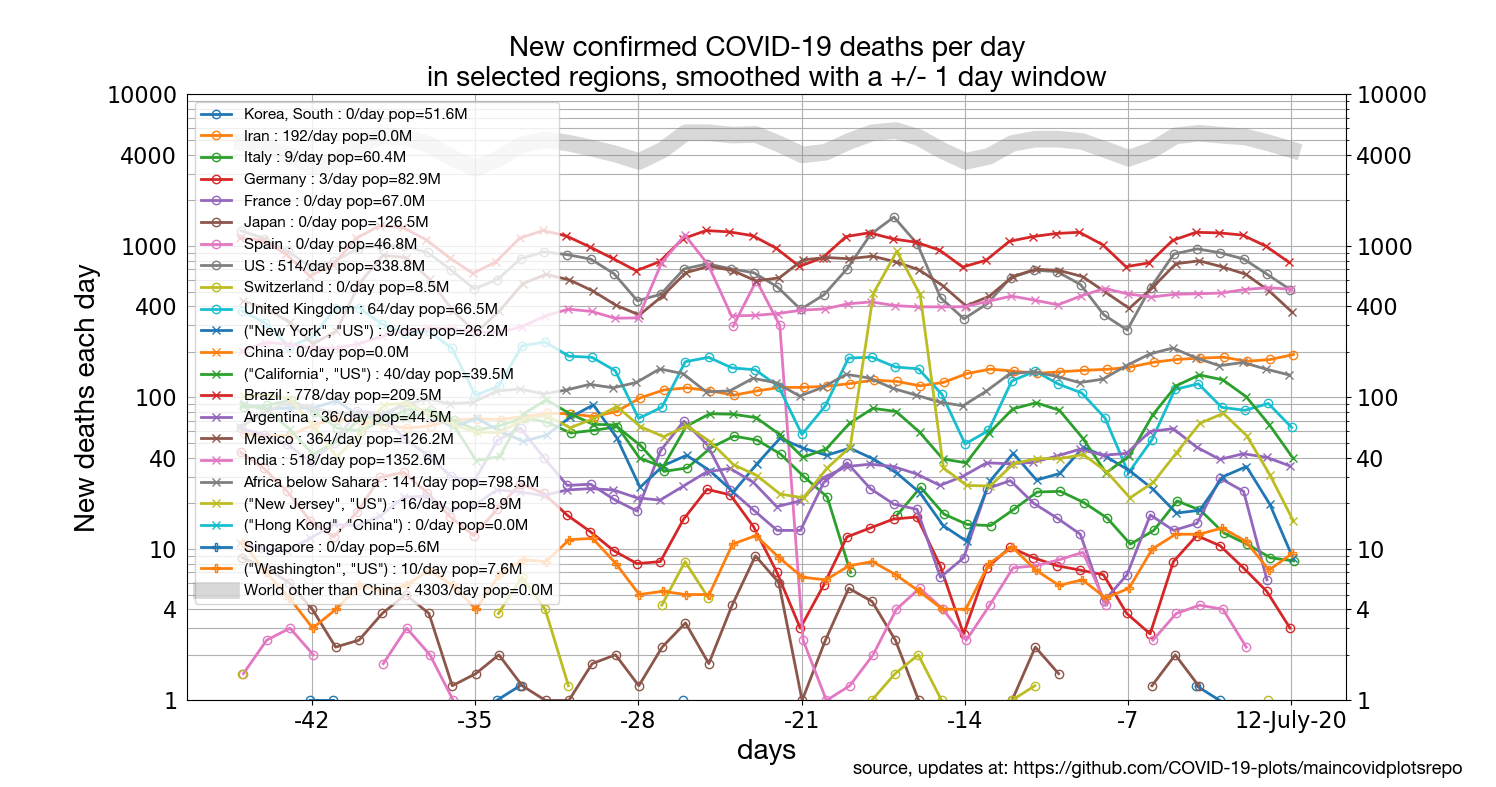 New confirmed COVID-19 deaths per day
in selected regions, smoothed with a +/- 1 day window
10000
4000
1000
400
100
40
10
4
1
New deaths each day
Korea, South : 0/day pop=51.6M
Iran : 192/day pop=0.0M
Italy : 9/day pop=60.4M
Germany : 3/day pop=82.9M
France : 0/day pop=67.0M
Japan : 0/day pop=126.5M
Spain : 0/day pop=46.8M
US : 514/day pop=338.8M
Switzerland : 0/day pop=8.5M
United Kingdom : 64/day pop=66.5M
("New York", "US") : 9/day pop=26.2M
China : 0/day pop=0.0M
("California", "US") : 40/day pop=39.5M
Brazil : 778/day pop=209.5M
Argentina : 36/day pop=44.5M
Mexico : 364/day pop=126.2M
India : 518/day pop=1352.6M
Africa below Sahara : 141/day pop=798.5M
("New Jersey", "US") : 16/day pop=8.9M
("Hong Kong", "China") : 0/day pop=0.0M
Singapore : 0/day pop=5.6M
("Washington", "US") : 10/day pop=7.6M
World other than China : 4303/day pop=0.0M
10000
4000
1000
400
100
40
10
4
1
-42 -35 -28 -21 -14 -7 12-July-20
days
source, updates at: https://github.com/COVID-19-plots/maincovidplotsrepo